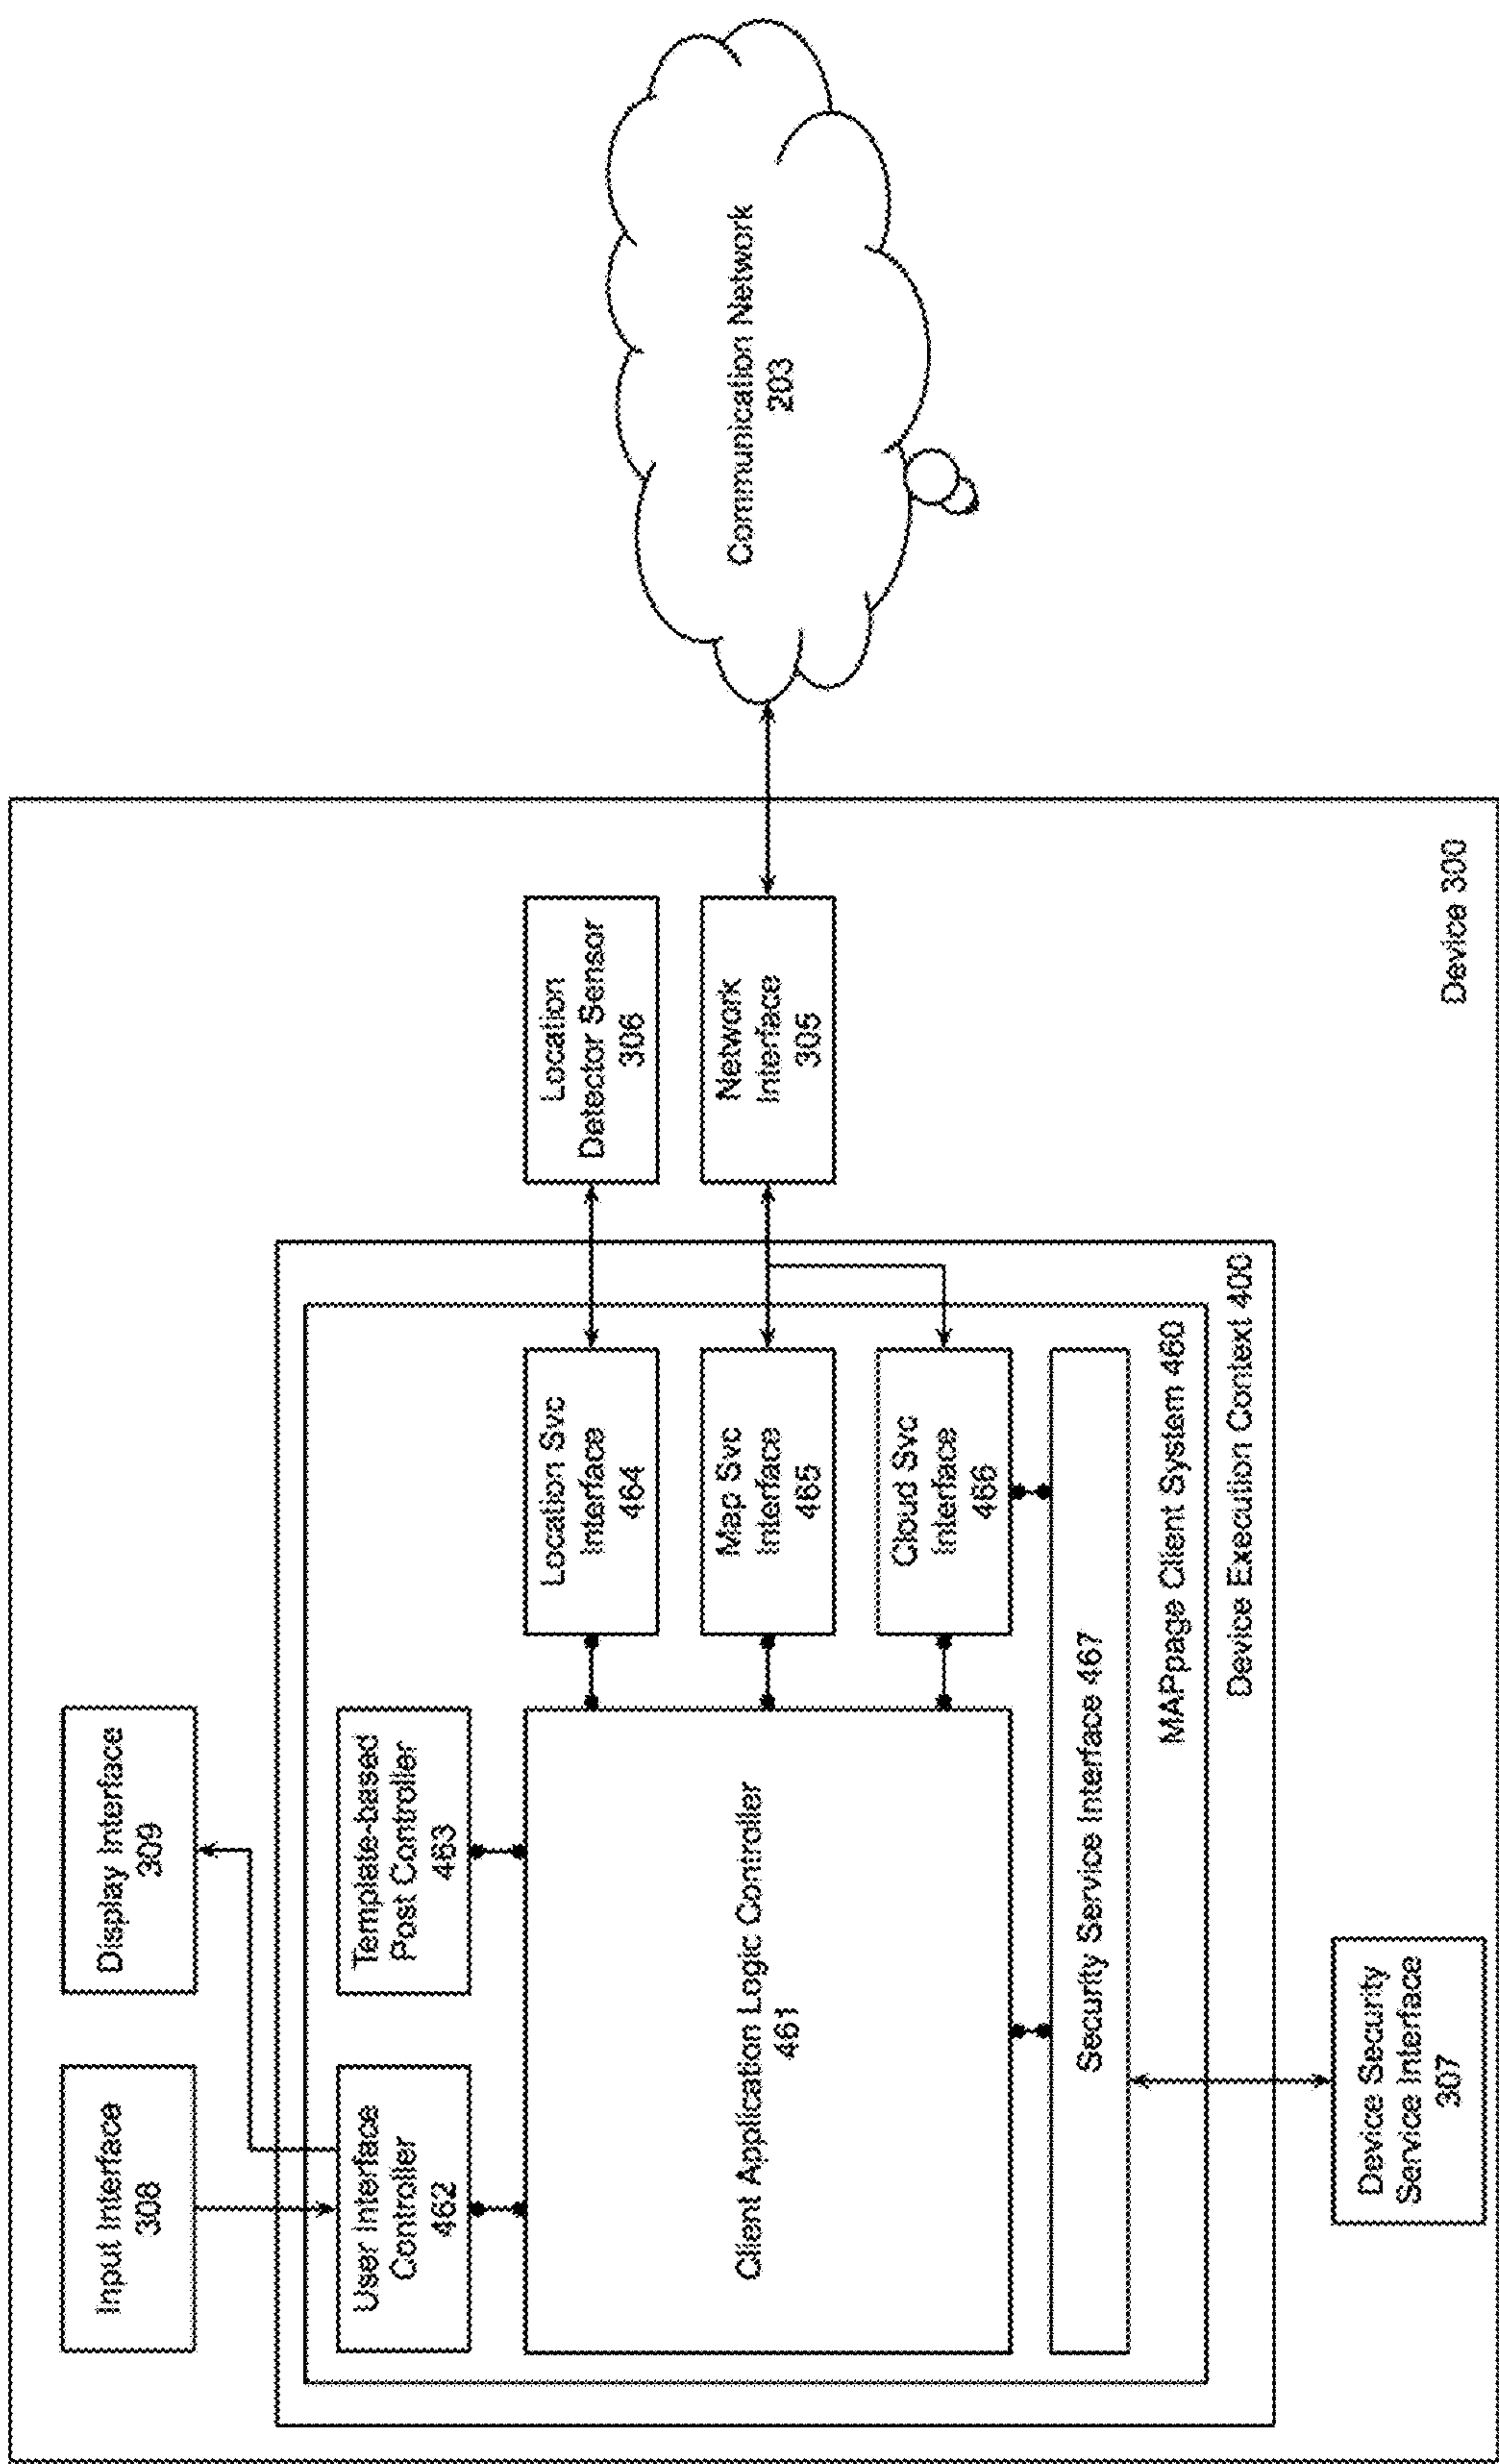 Input Interface
308
Display Interface
309
User Interface
Controller
462
Template-based
Post Controller
463
Location Svc
Interface
464
Location
Detector Sensor
306
Client Application Logic Controller
461
Map Svc
Interface
465
Network
Interface
305
Communication Network
203
Cloud Svc
Interface
466
Security Service Interface 467
MAPpage Client System 460
Device Execution Context 400
Device Security
Service Interface
307
Device 300